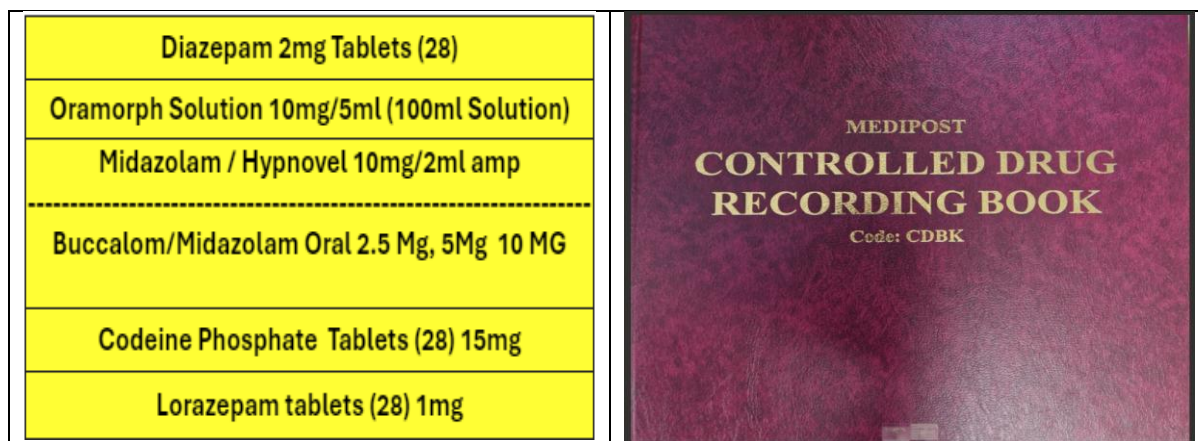 Diazepam 2mg Tablets (28)
Oramorph Solution 10mg/5ml (100ml Solution)
Midazolam / Hypnovel 10mg/2ml amp
Buccalom/Midazolam Oral 2.5 Mg, 5Mg  10 MG
Codeine Phosphate  Tablets (28) 15mg
Lorazepam tablets (28) 1mg
MEDIPOST
CONTROLLED DRUG
RECORDING BOOK
Code: CDBK